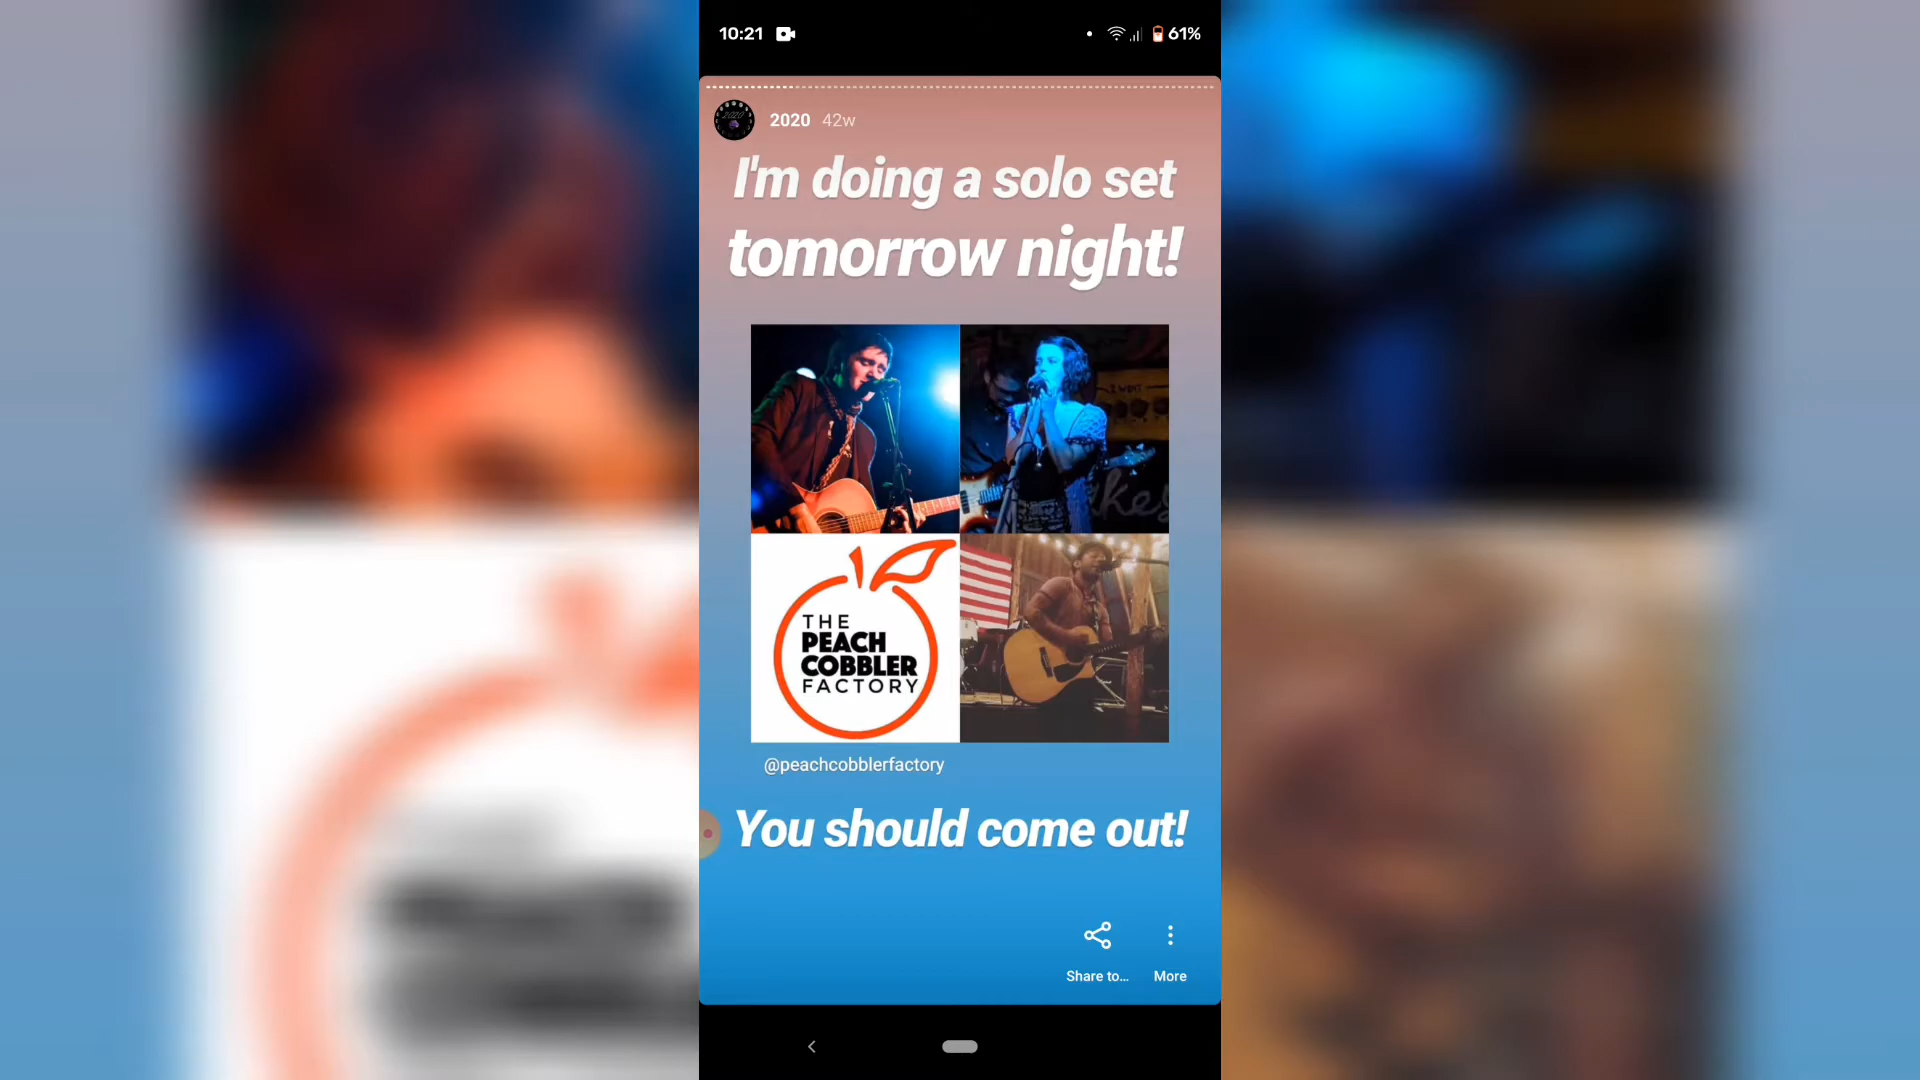 10:21
61%
2020 42w
I'm doing a solo set
tomorrow night!
THE
PEACH
COBBLER
FACTORY
@peachcobblerfactory
You should come out!
Share to...
More